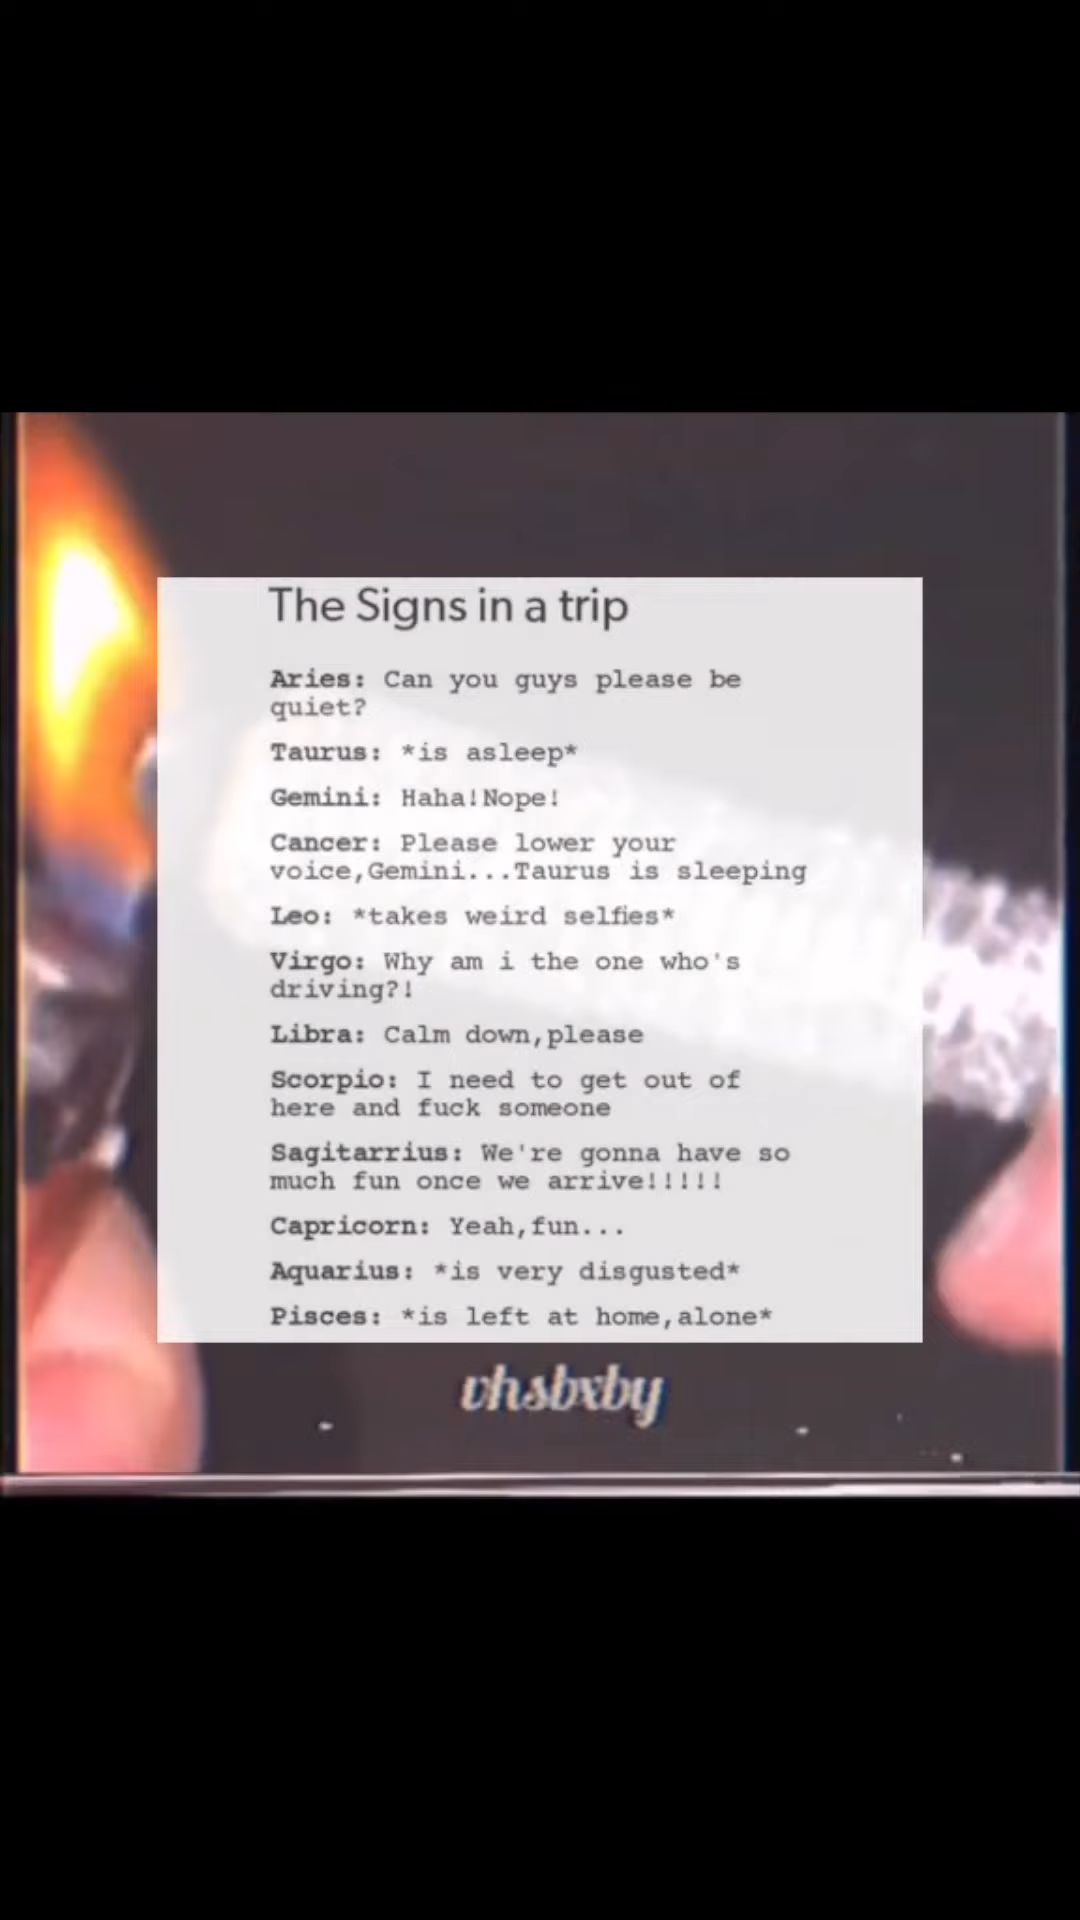 The Signs in a trip
Aries: Can you guys please be
quiet?
Taurus: *is asleep*
Gemini: Haha!Nope!
Cancer: Please lower your
voice,Gemini...Taurus is sleeping
Leo: *takes weird selfies*
Virgo: Why am i the one who's
driving?!
Libra: Calm down,please
Scorpio: I need to get out of
here and fuck someone
Sagitarrius: We're gonna have so
much fun once we arrive!!!!!
Capricorn: Yeah,fun...
Aquarius: *is very disgusted*
Pisces: *is left at home,alone*
vhsbxby